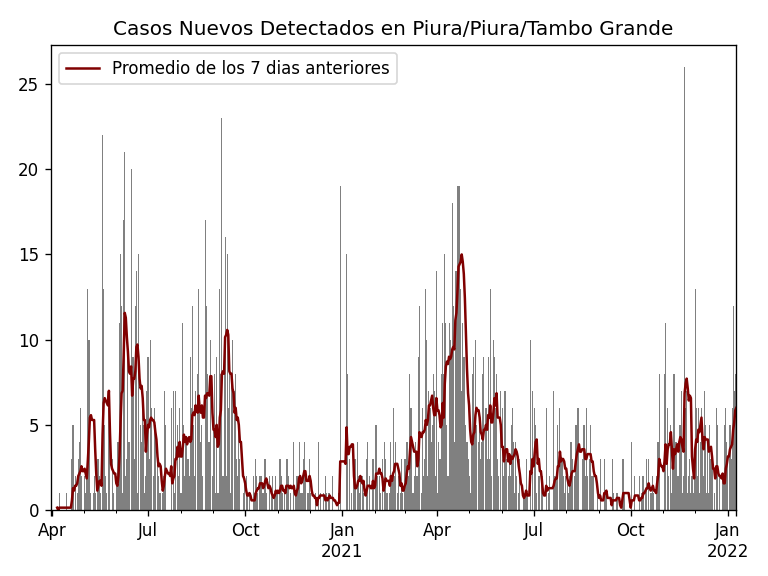 Casos Nuevos Detectados en Piura/Piura/Tambo Grande
Promedio de los 7 dias anteriores
25
20
15
10
5
0
Apr Jul Oct Jan Apr Jul Oct Jan
2021 2022